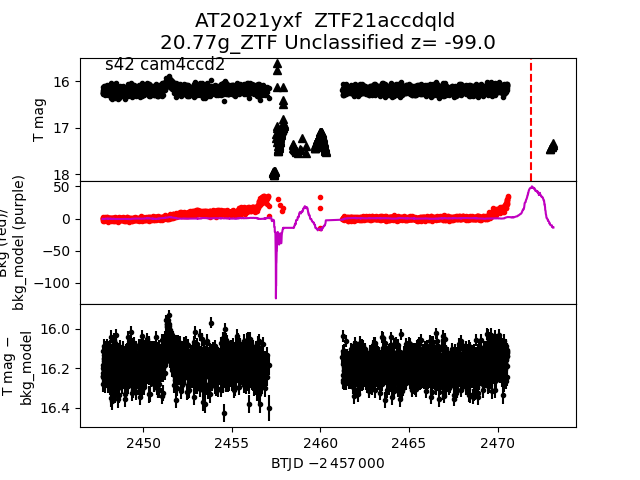 AT2021yxf  ZTF21accdqld
20.77g_ZTF Unclassified z= -99.0
s42 cam4ccd2
T mag
16
17
18
Bkg (red)/
bkg_model (purple)
50
0
−50
−100
T mag −
bkg_model
16.0
16.2
16.4
2450
2455
2460
2465
2470
BTJD −2 457 000